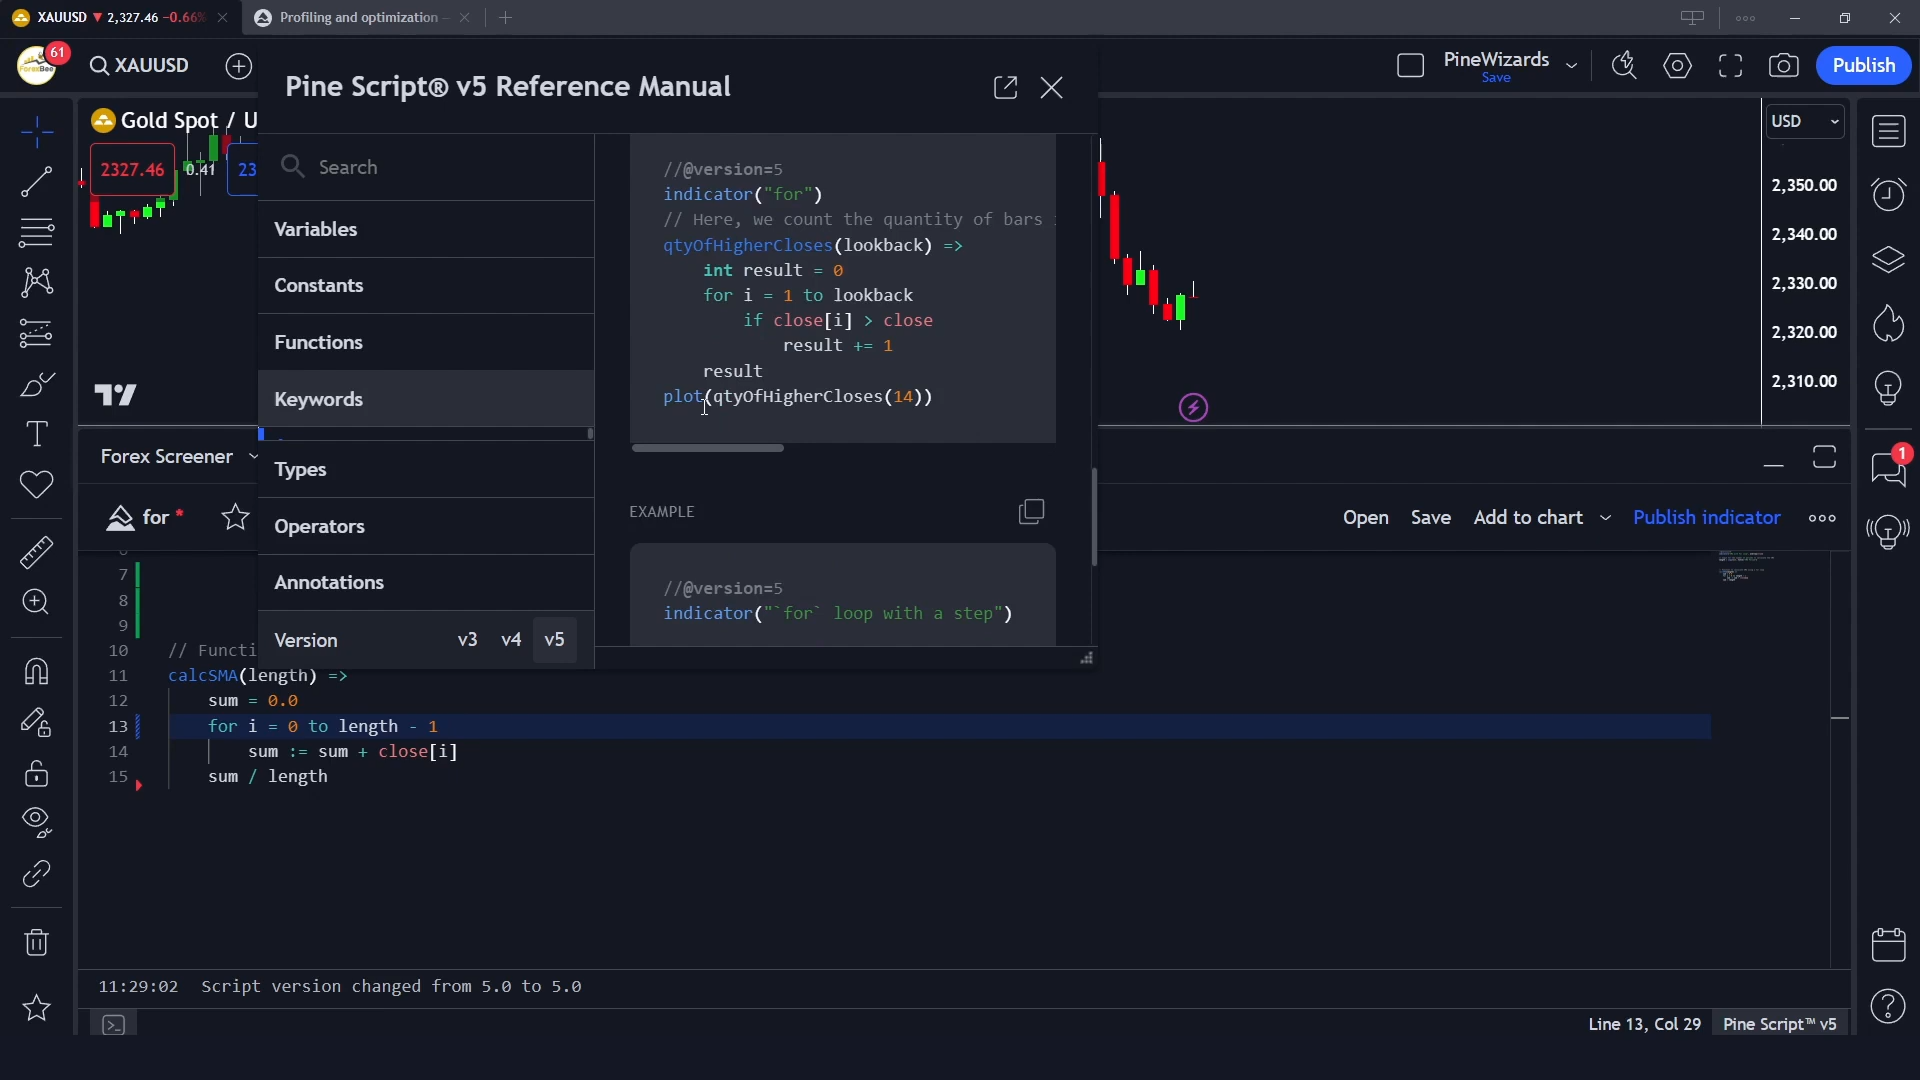 XAUUSD ▼ 2,327.46 -0.66%
Profiling and optimization
61
XAUUSD
PineWizards
Save
Publish
Pine Script® v5 Reference Manual
Gold Spot / U
2327.46
0.41
23
USD
2,350.00
2,340.00
2,330.00
2,320.00
2,310.00
Search
Variables
Constants
Functions
Keywords
Types
Operators
Annotations
Version v3 v4 v5
//@version=5
indicator("for")
// Here, we count the quantity of bars
qtyOfHigherCloses(lookback) =>
int result = 0
for i = 1 to lookback
if close[i] > close
result += 1
result
plot(qtyOfHigherCloses(14))
EXAMPLE
//@version=5
indicator("`for` loop with a step")
Forex Screener
for *
Open Save Add to chart Publish indicator
1
7
8
9
10 // Functi
11 calcSMA(length) =>
12 sum = 0.0
13 for i = 0 to length - 1
14 sum := sum + close[i]
15 sum / length
11:29:02 Script version changed from 5.0 to 5.0
Line 13, Col 29 Pine Script™ v5